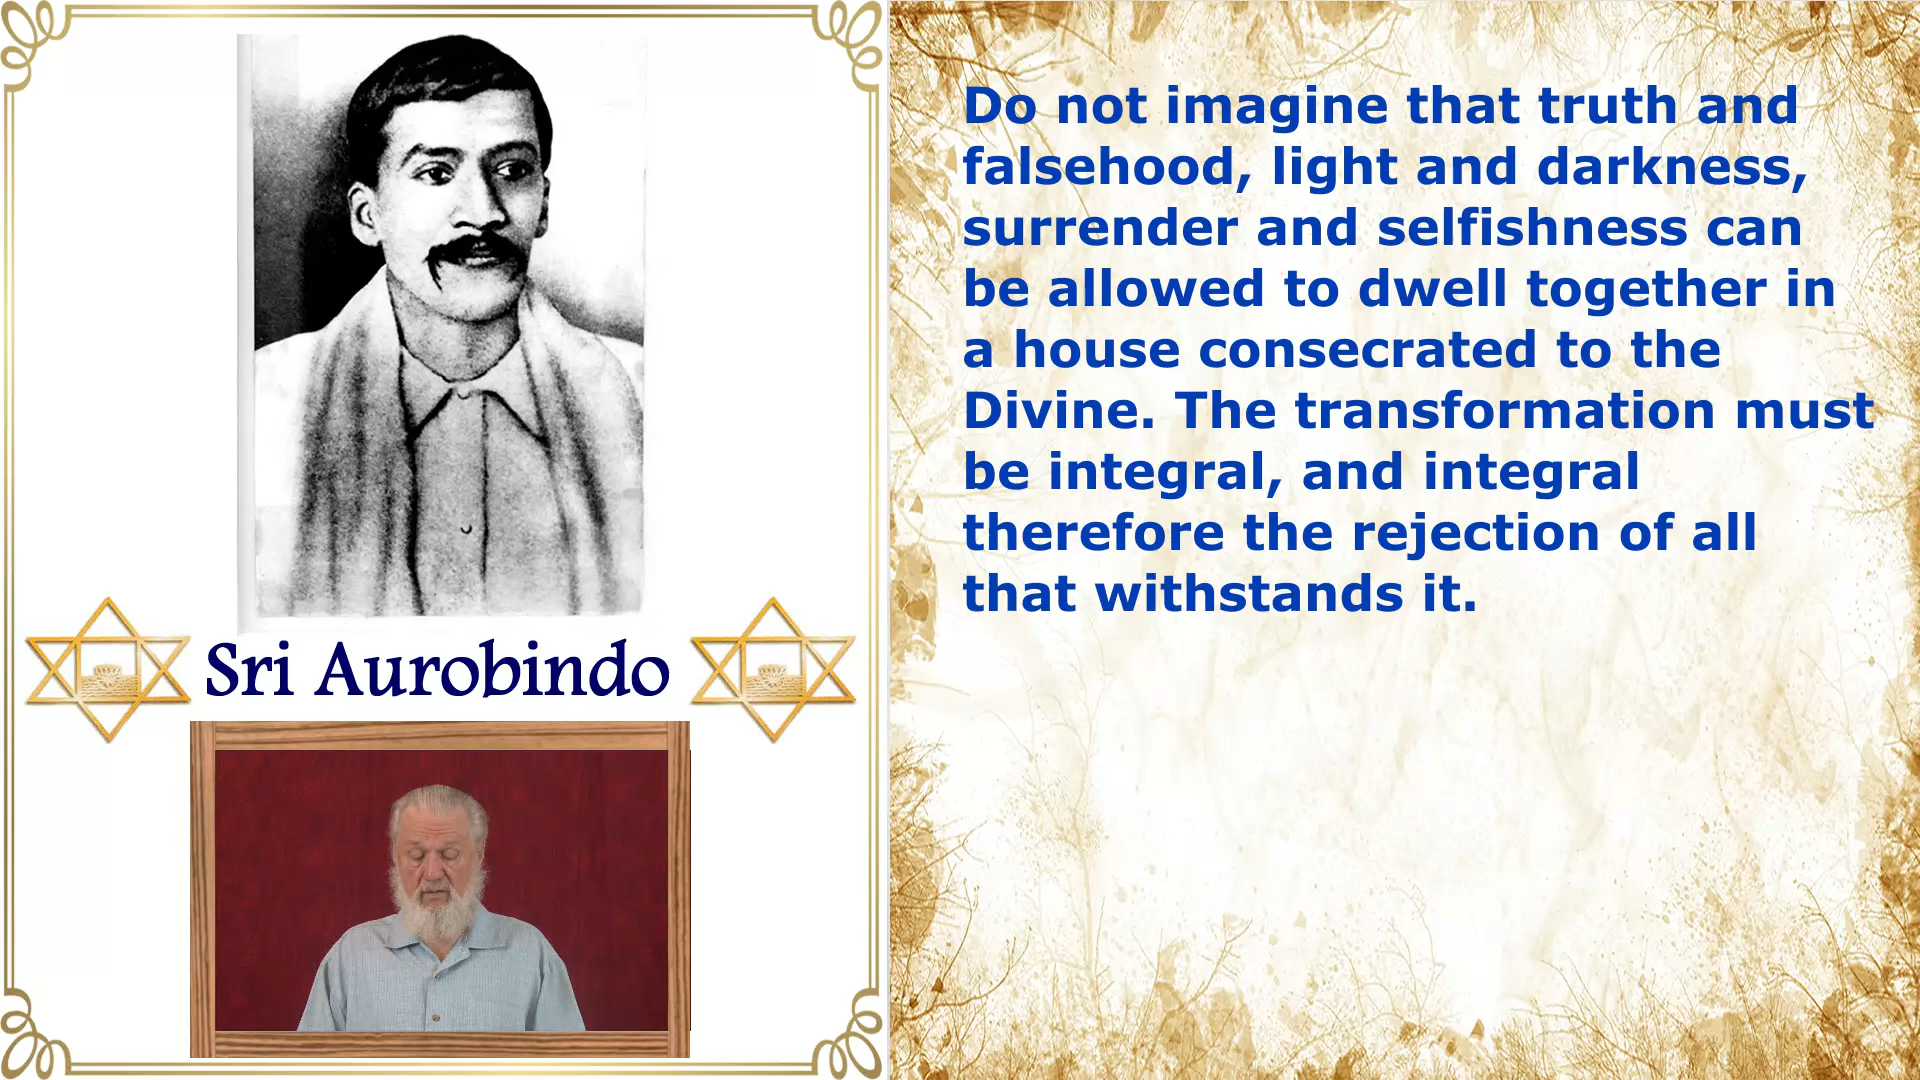 Sri Aurobindo
Do not imagine that truth and
falsehood, light and darkness,
surrender and selfishness can
be allowed to dwell together in
a house consecrated to the
Divine. The transformation must
be integral, and integral
therefore the rejection of all
that withstands it.